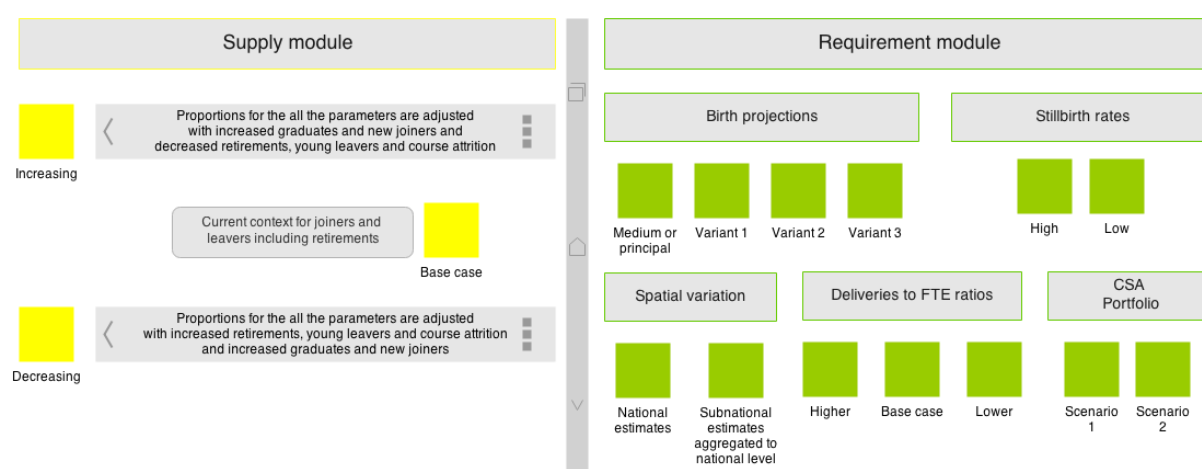 Supply module
Proportions for the all the parameters are adjusted
with increased graduates and new joiners and
decreased retirements, young leavers and course attrition
Increasing
Current context for joiners and
leavers including retirements
Base case
Proportions for the all the parameters are adjusted
with increased retirements, young leavers and course attrition
and increased graduates and new joiners
Decreasing
Requirement module
Birth projections
Stillbirth rates
Medium or
principal
Variant 1
Variant 2
Variant 3
High
Low
Spatial variation
Deliveries to FTE ratios
CSA
Portfolio
National
estimates
Subnational
estimates
aggregated to
national level
Higher
Base case
Lower
Scenario
1
Scenario
2